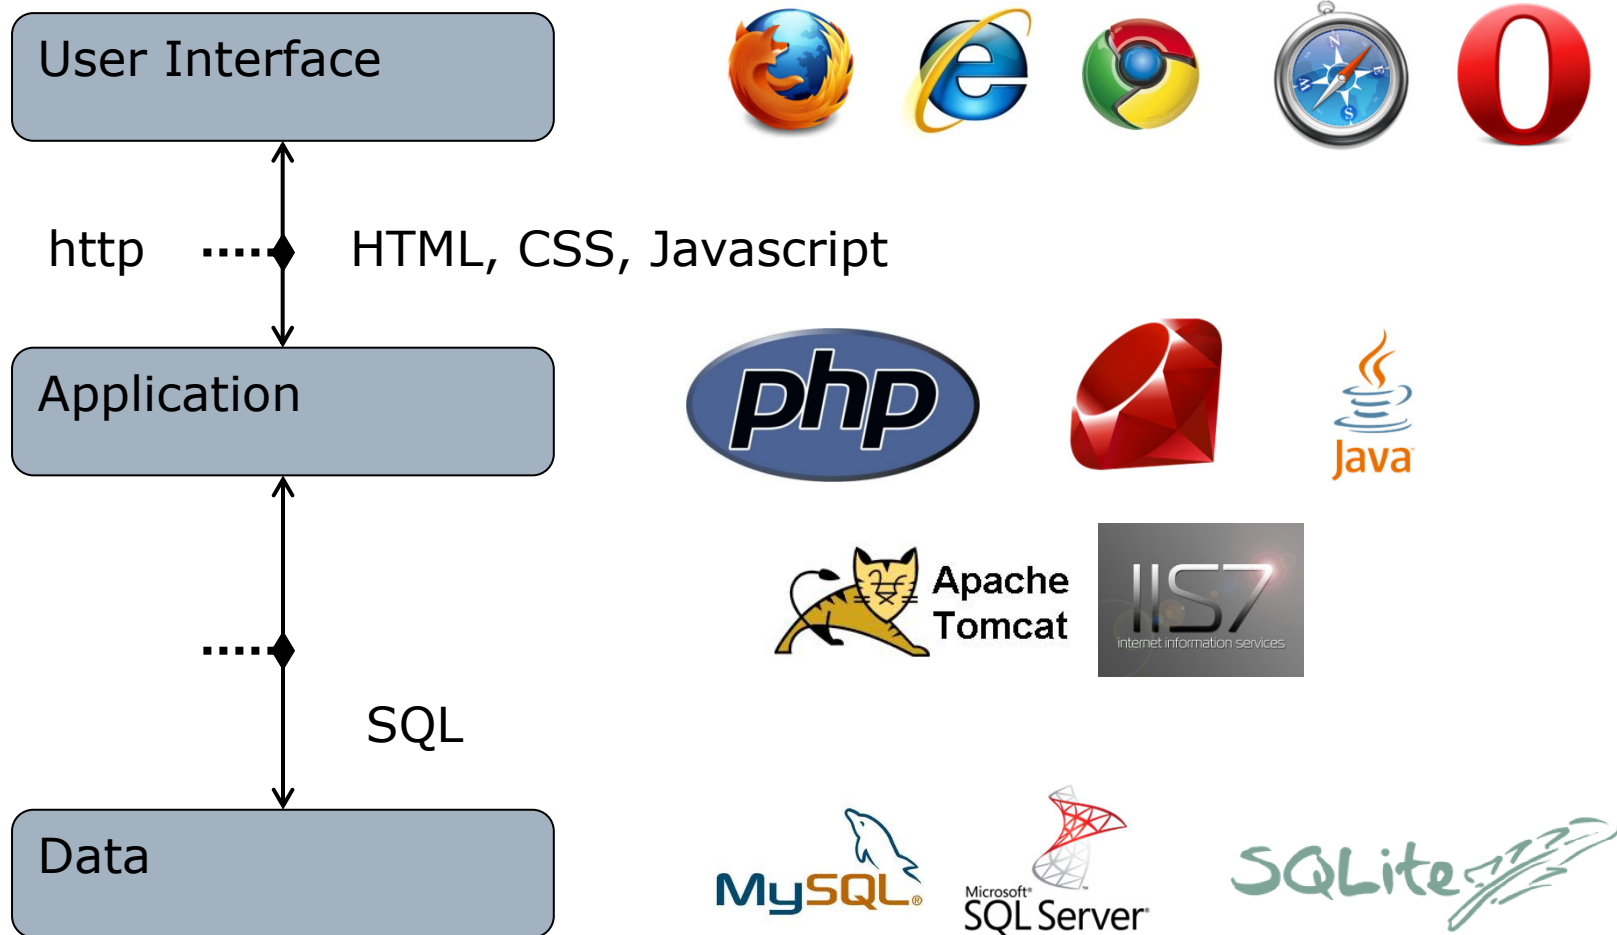 User Interface
http
HTML, CSS, Javascript
Application
php
Java
Apache
Tomcat
IIS7
internet information services
SQL
Data
MySQL®
Microsoft®
SQL Server®
SQLite
N
E
S
W